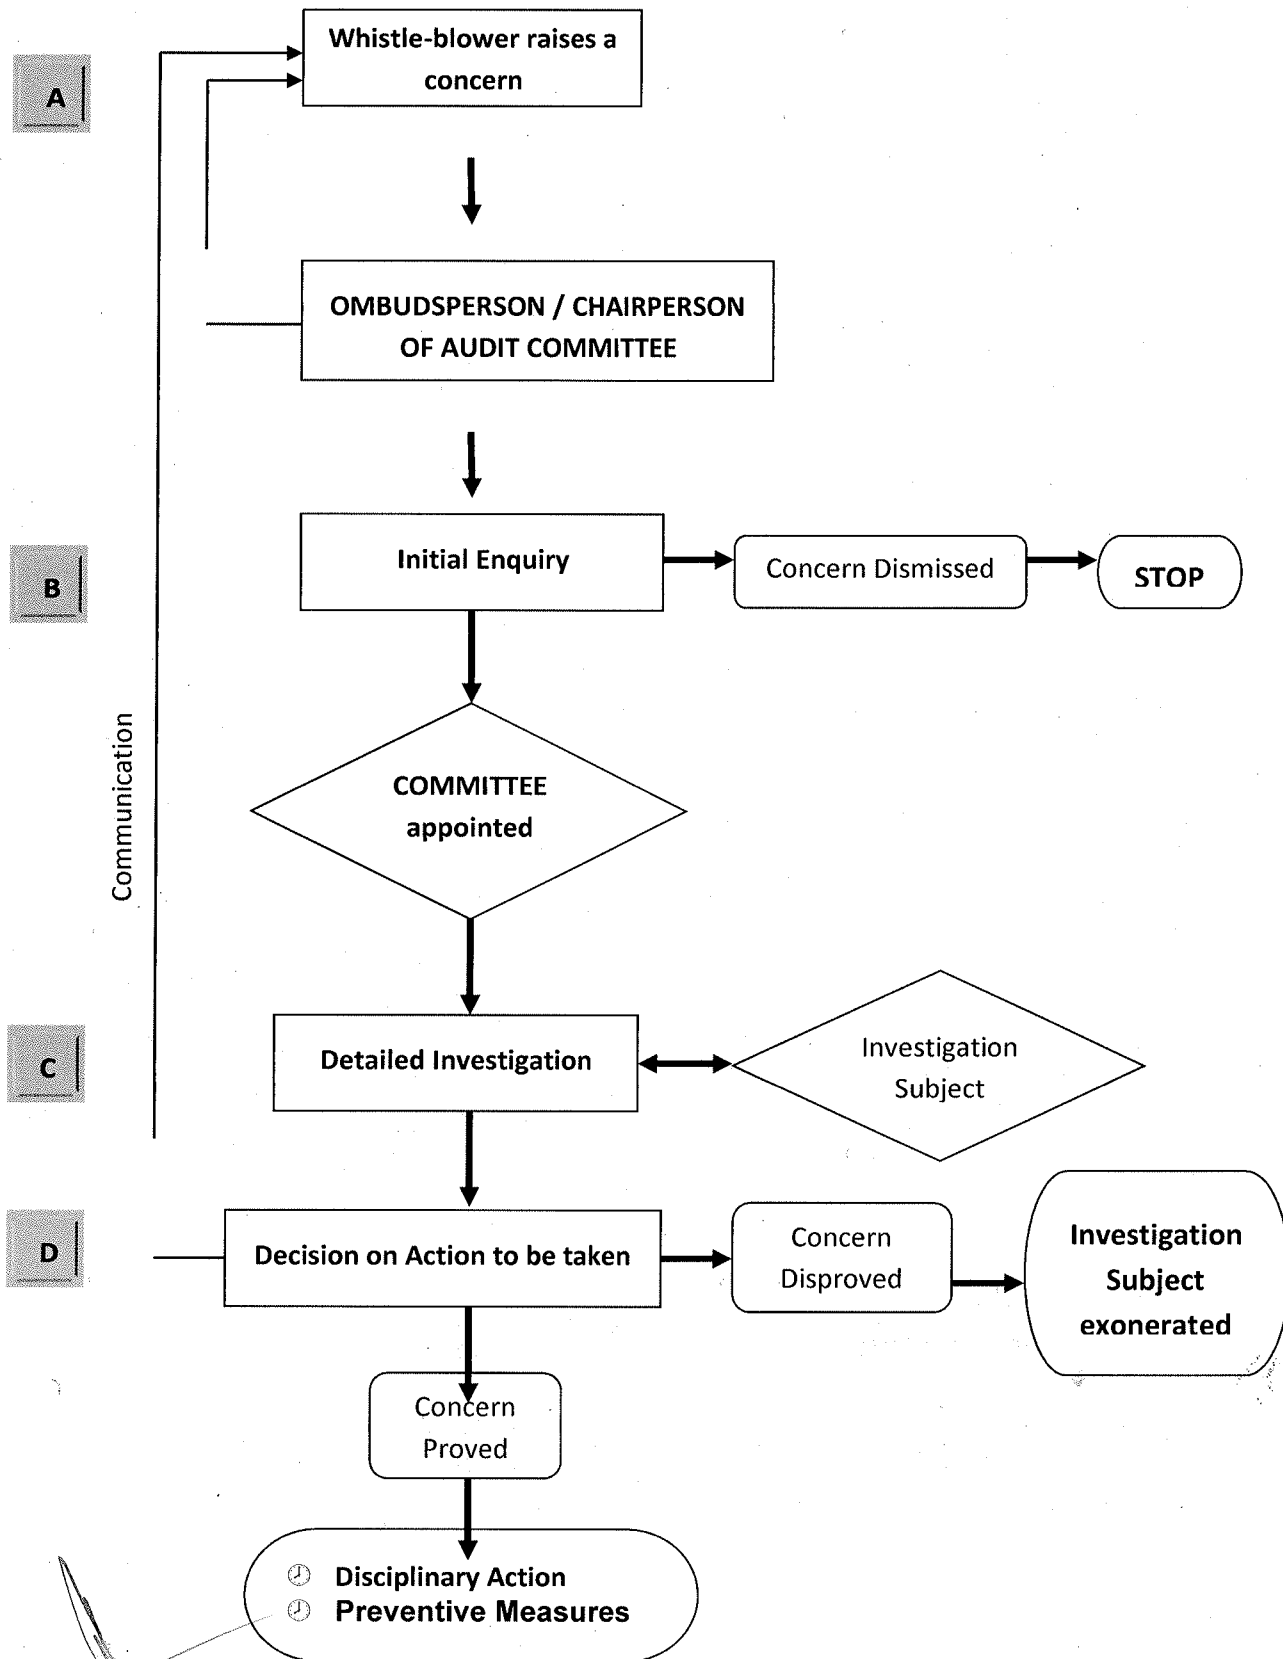 Whistle-blower raises a
concern
A
OMBUDSPERSON / CHAIRPERSON
OF AUDIT COMMITTEE
Initial Enquiry
Concern Dismissed
STOP
B
Communication
COMMITTEE
appointed
C
Detailed Investigation
Investigation
Subject
D
Decision on Action to be taken
Concern
Disproved
Investigation
Subject
exonerated
Concern
Proved
Disciplinary Action
Preventive Measures